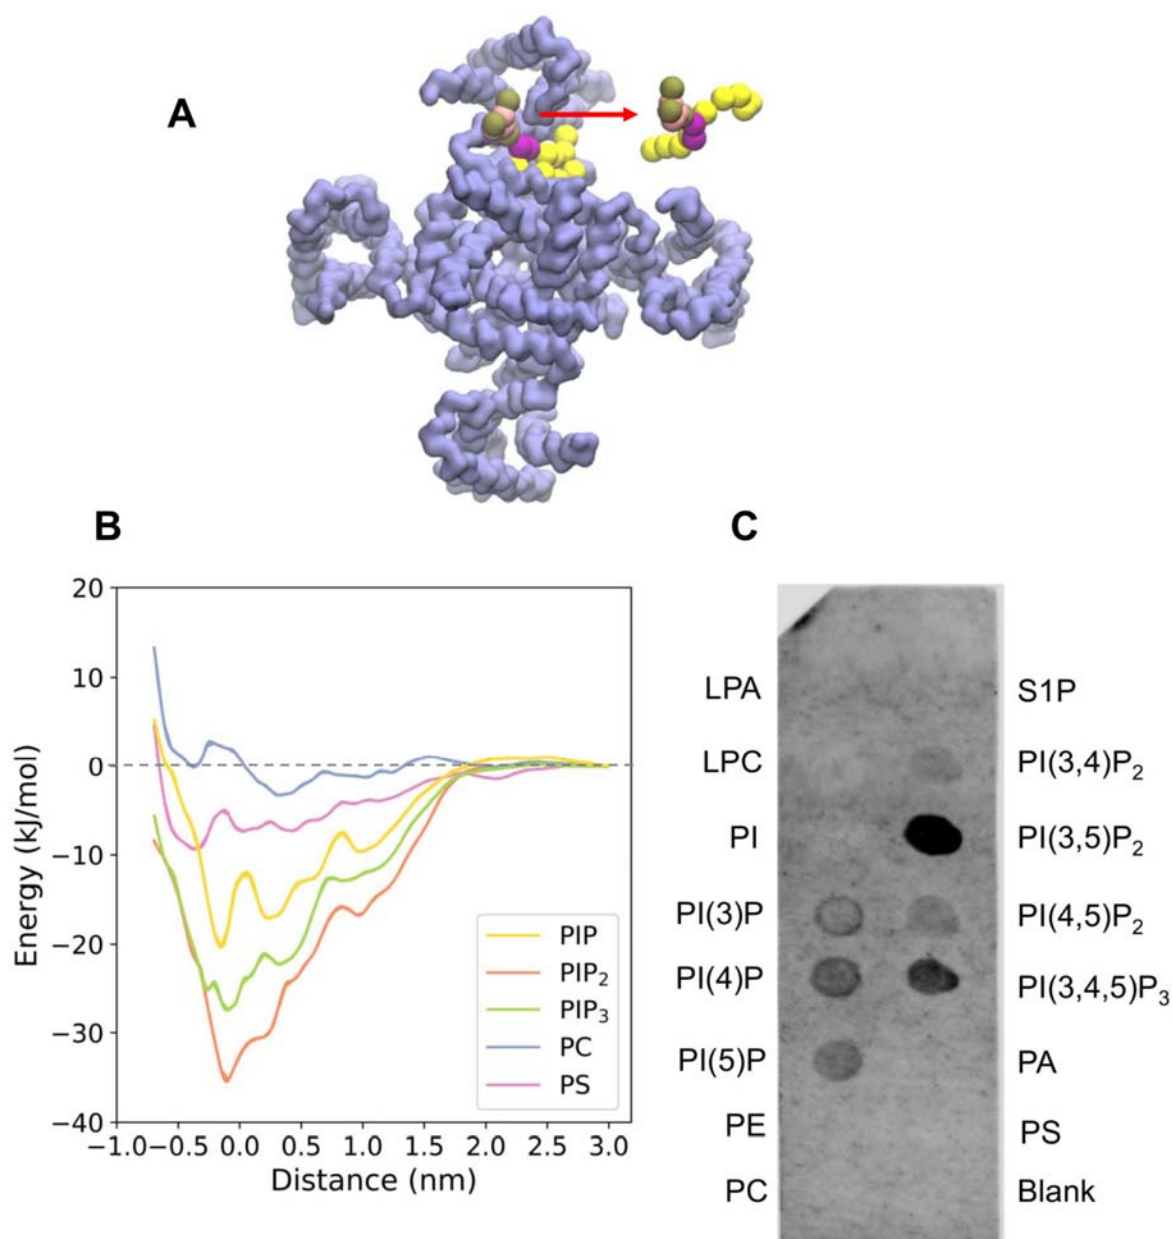 A
B
20
10
0
−10
−20
−30
−40
Energy (kJ/mol)
−1.0 −0.5 0.0 0.5 1.0 1.5 2.0 2.5 3.0
Distance (nm)
PIP
PIP₂
PIP₃
PC
PS
C
LPA S1P
LPC PI(3,4)P₂
PI PI(3,5)P₂
PI(3)P PI(4,5)P₂
PI(4)P PI(3,4,5)P₃
PI(5)P PA
PE PS
PC Blank